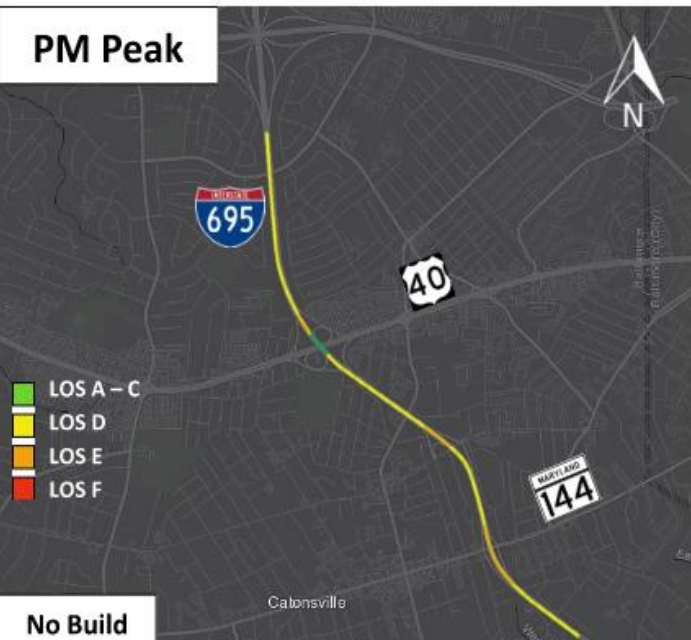 PM Peak
N
INTERSTATE
695
40
LOS A – C
LOS D
LOS E
LOS F
MARYLAND
144
Catonsville
No Build